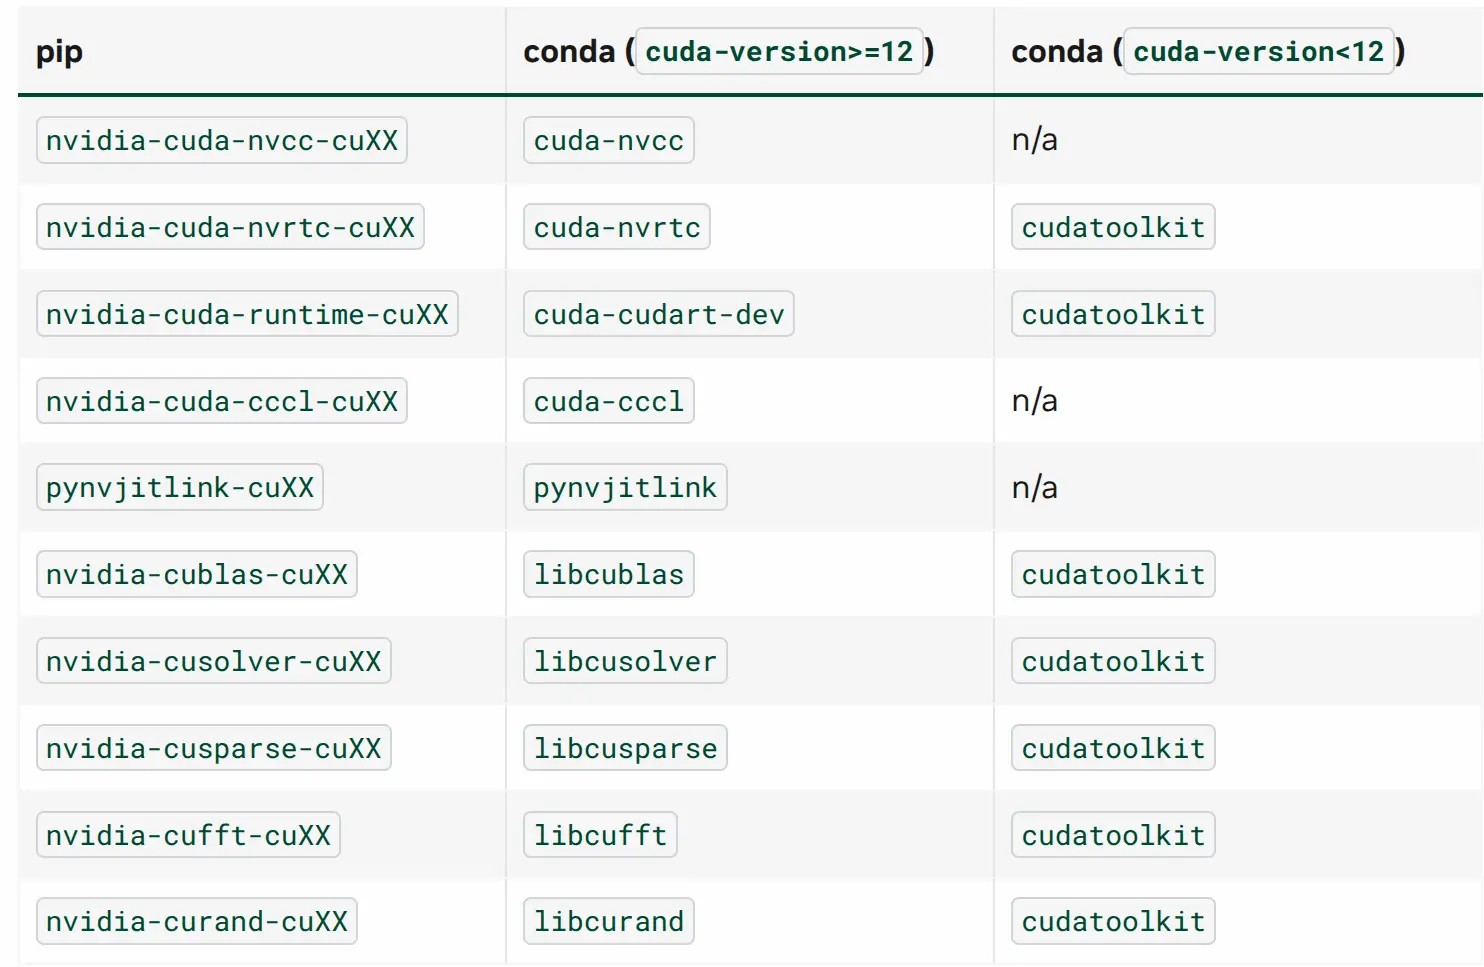 pip conda (cuda-version>=12) conda (cuda-version<12)
nvidia-cuda-nvcc-cuXX cuda-nvcc n/a
nvidia-cuda-nvrtc-cuXX cuda-nvrtc cudatoolkit
nvidia-cuda-runtime-cuXX cuda-cudart-dev cudatoolkit
nvidia-cuda-cccl-cuXX cuda-cccl n/a
pynvjitlink-cuXX pynvjitlink n/a
nvidia-cublas-cuXX libcublas cudatoolkit
nvidia-cusolver-cuXX libcusolver cudatoolkit
nvidia-cusparse-cuXX libcusparse cudatoolkit
nvidia-cufft-cuXX libcufft cudatoolkit
nvidia-curand-cuXX libcurand cudatoolkit